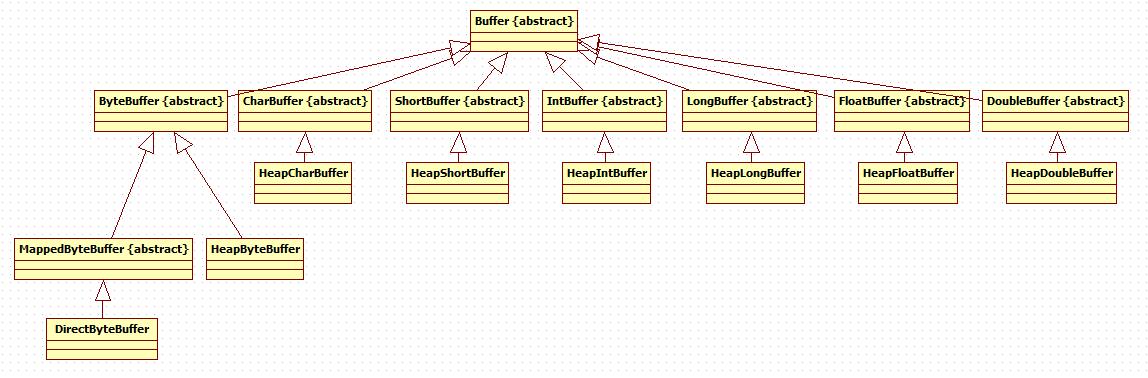 Buffer {abstract}
ByteBuffer {abstract}
CharBuffer {abstract}
ShortBuffer {abstract}
IntBuffer {abstract}
LongBuffer {abstract}
FloatBuffer {abstract}
DoubleBuffer {abstract}
HeapCharBuffer
HeapShortBuffer
HeapIntBuffer
HeapLongBuffer
HeapFloatBuffer
HeapDoubleBuffer
MappedByteBuffer {abstract}
HeapByteBuffer
DirectByteBuffer